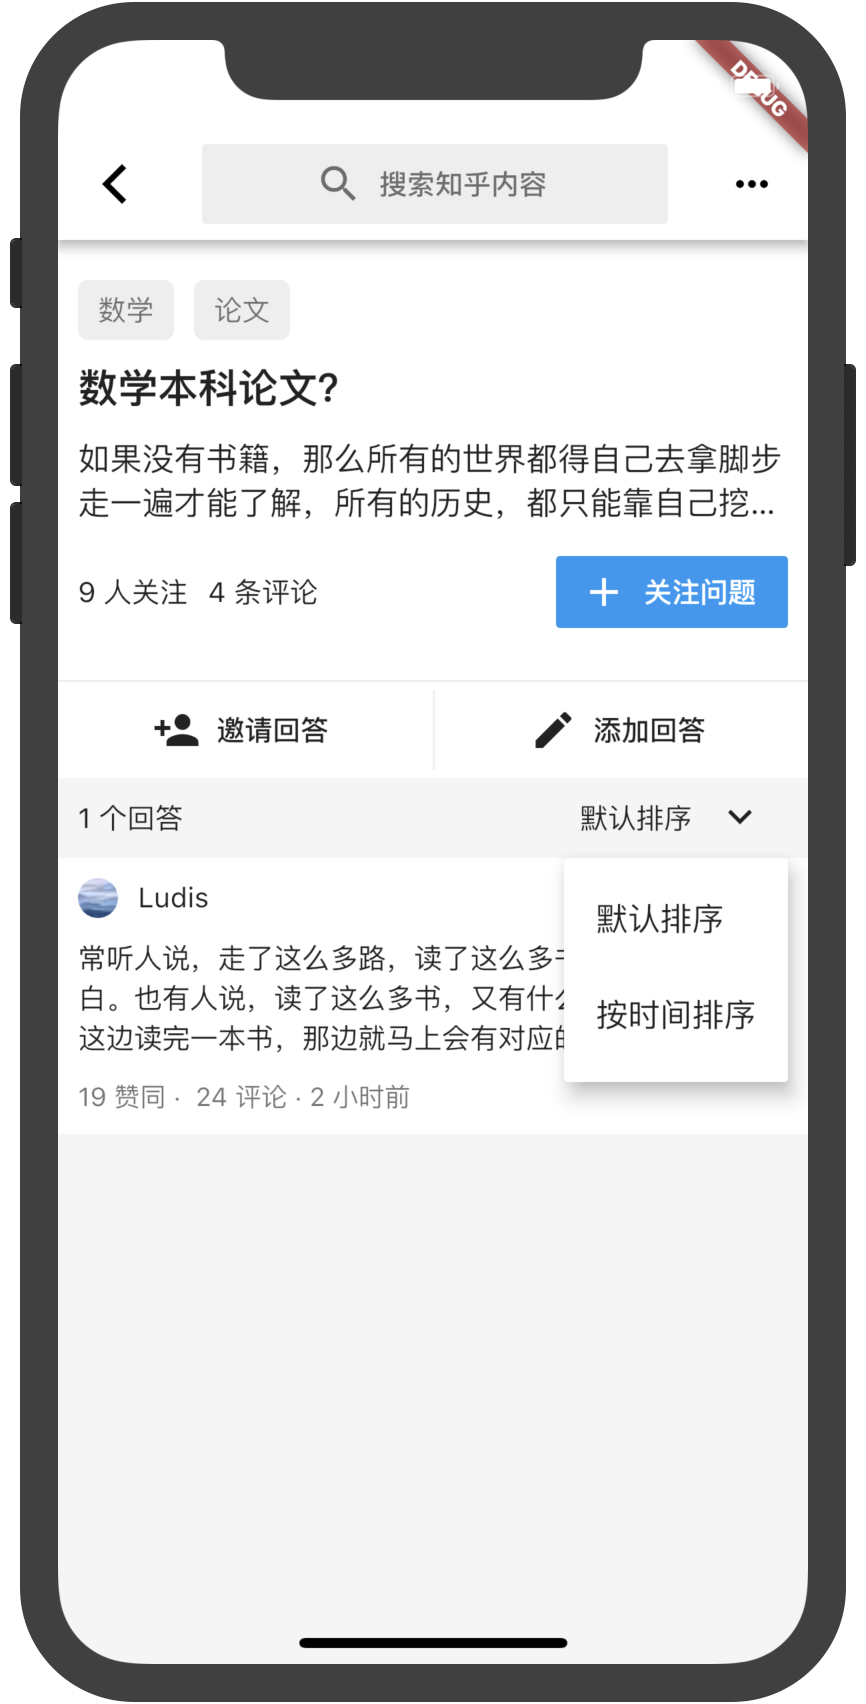 DEBUG
搜索知乎内容
数学 论文
数学本科论文?
如果没有书籍，那么所有的世界都得自己去拿脚步
走一遍才能了解，所有的历史，都只能靠自己挖...
9 人关注 4 条评论
关注问题
邀请回答 添加回答
1 个回答 默认排序
Ludis
默认排序
常听人说，走了这么多路，读了这么多
白。也有人说，读了这么多书，又有什
按时间排序
这边读完一本书，那边就马上会有对应
19 赞同 · 24 评论 · 2 小时前